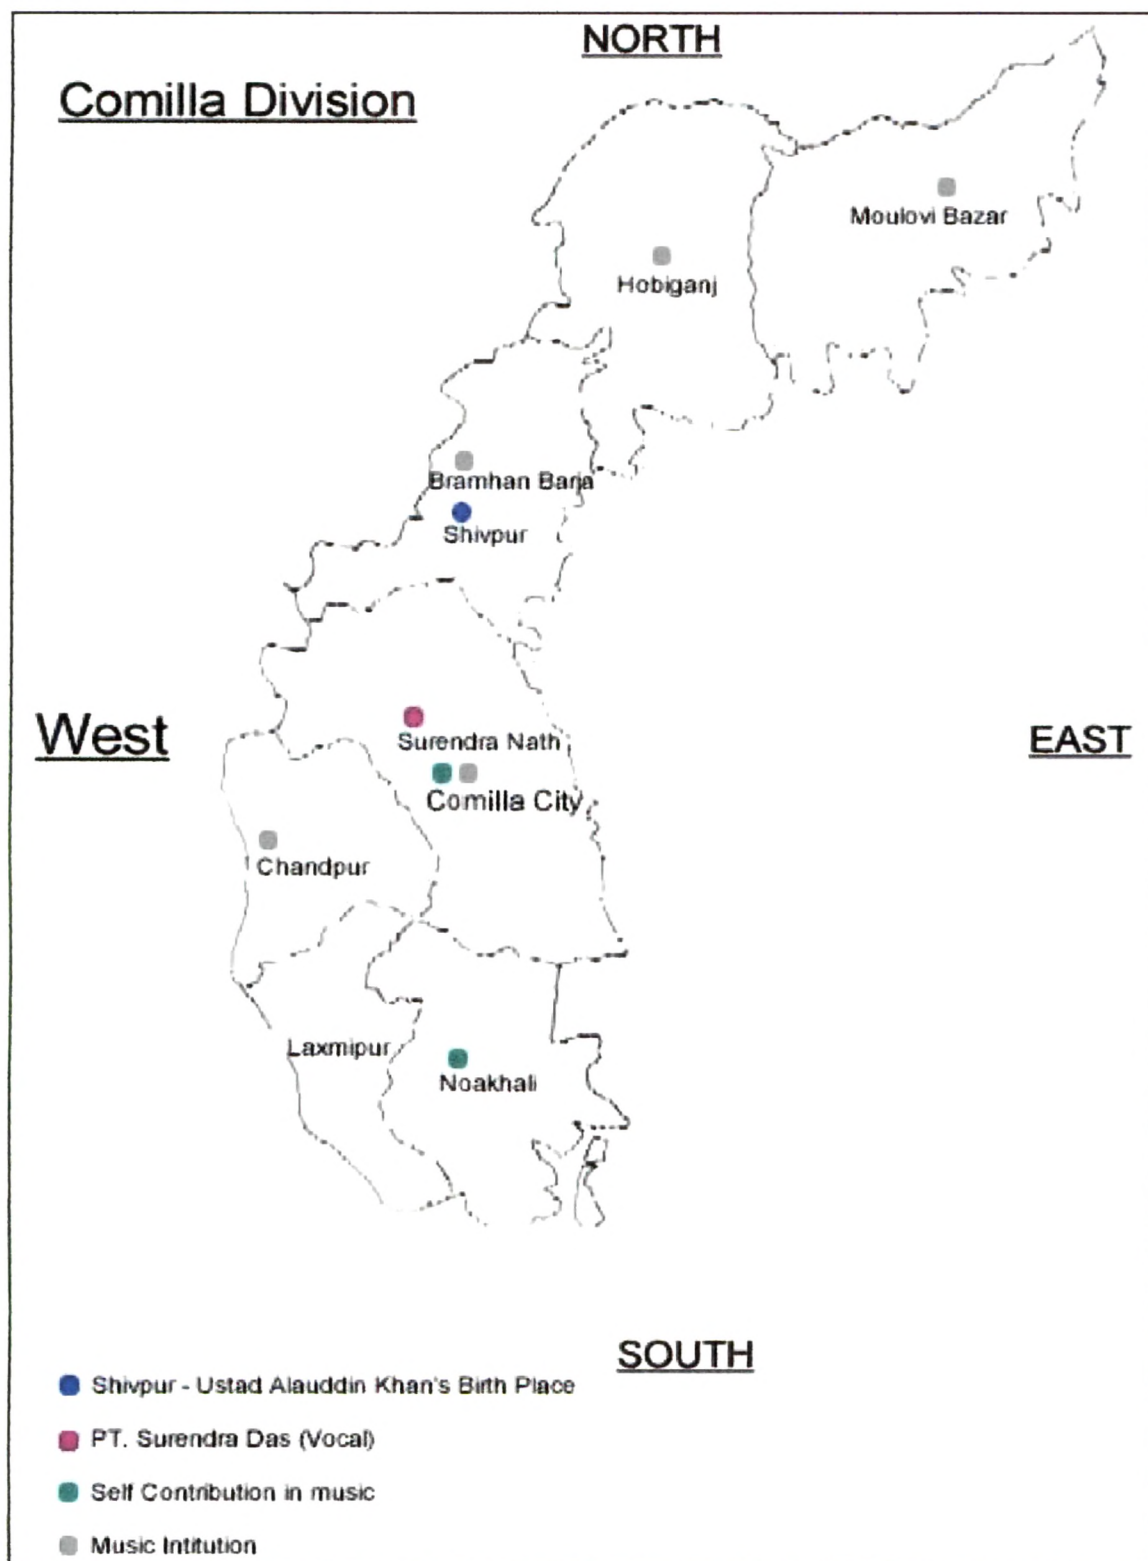 NORTH
Comilla Division
Moulovi Bazar
Hobiganj
Bramhan Baria
Shivpur
West
Surendra Nath
EAST
Comilla City
Chandpur
Laxmipur
Noakhali
SOUTH
Shivpur - Ustad Alauddin Khan's Birth Place
PT. Surendra Das (Vocal)
Self Contribution in music
Music Intitution